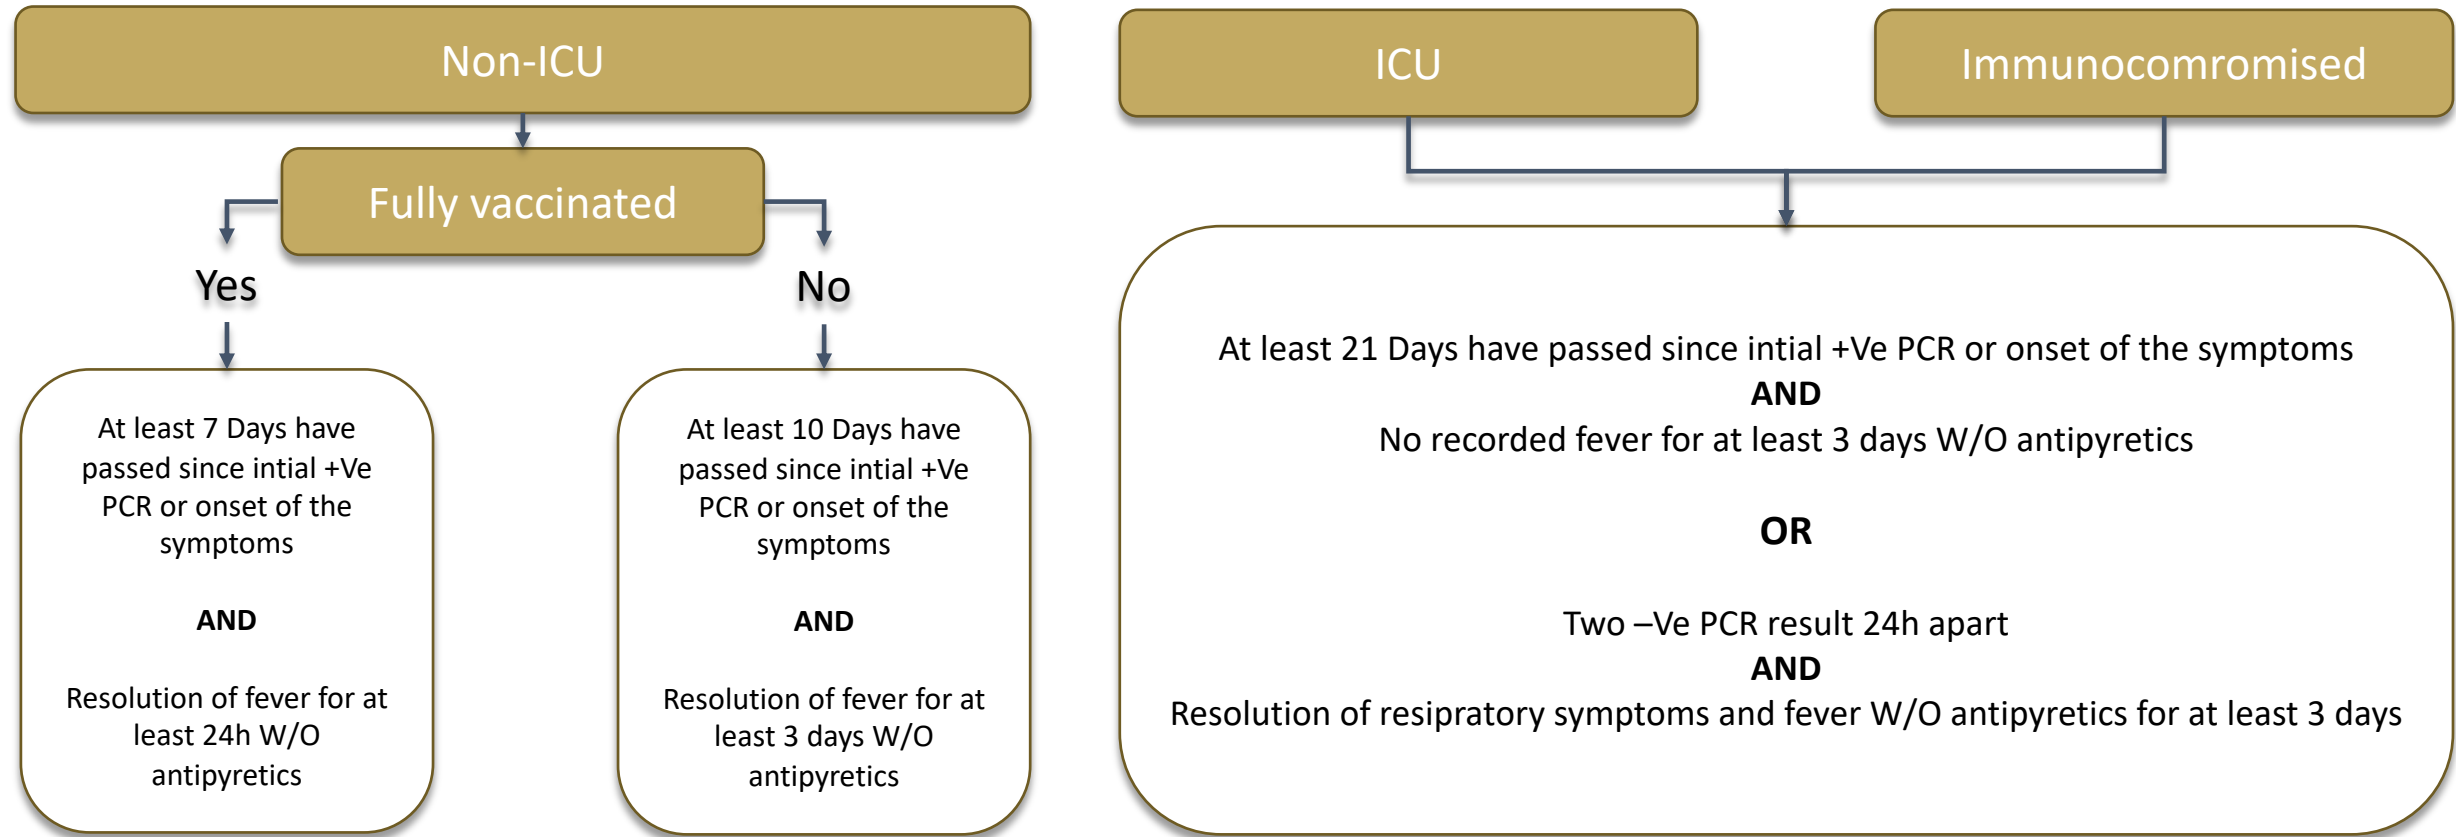 Non-ICU
Fully vaccinated
Yes
No
At least 7 Days have
passed since intial +Ve
PCR or onset of the
symptoms
AND
Resolution of fever for at
least 24h W/O
antipyretics
At least 10 Days have
passed since intial +Ve
PCR or onset of the
symptoms
AND
Resolution of fever for at
least 3 days W/O
antipyretics
ICU
Immunocomromised
At least 21 Days have passed since intial +Ve PCR or onset of the symptoms
AND
No recorded fever for at least 3 days W/O antipyretics
OR
Two –Ve PCR result 24h apart
AND
Resolution of resipratory symptoms and fever W/O antipyretics for at least 3 days